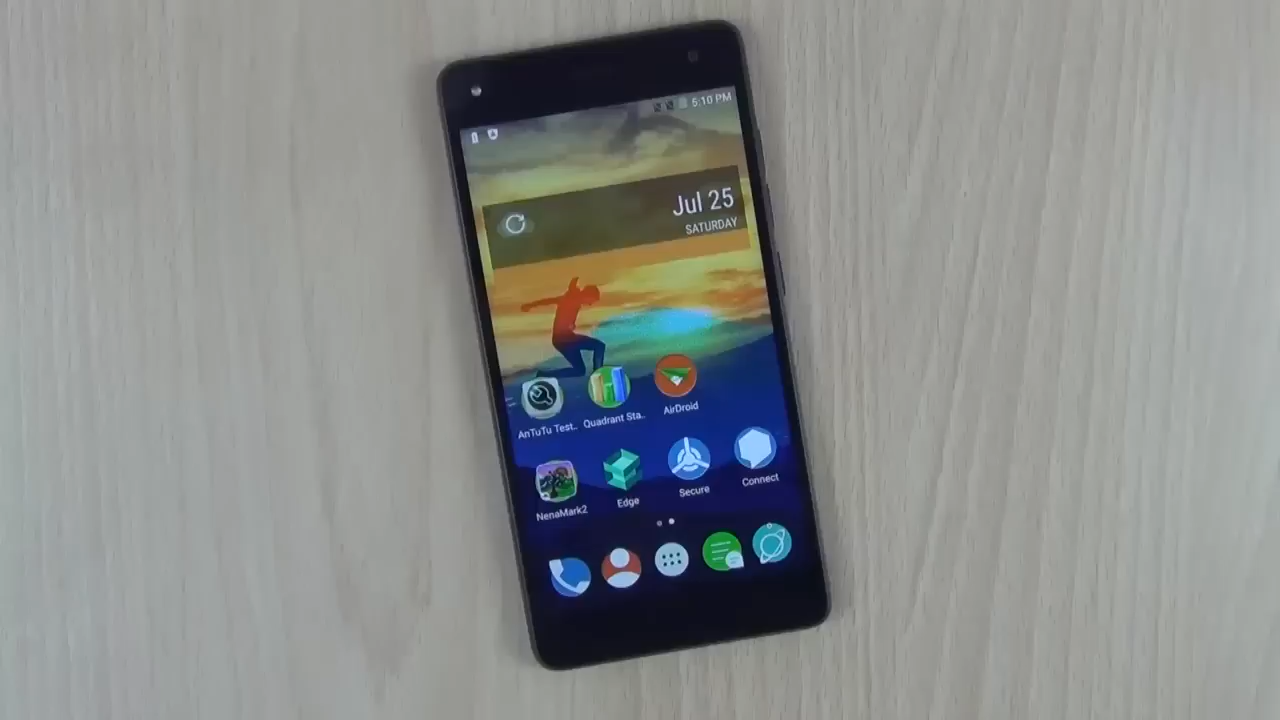 5:10 PM
Jul 25
SATURDAY
AnTuTu Test..
Quadrant Sta..
AirDroid
NenaMark2
Edge
Secure
Connect